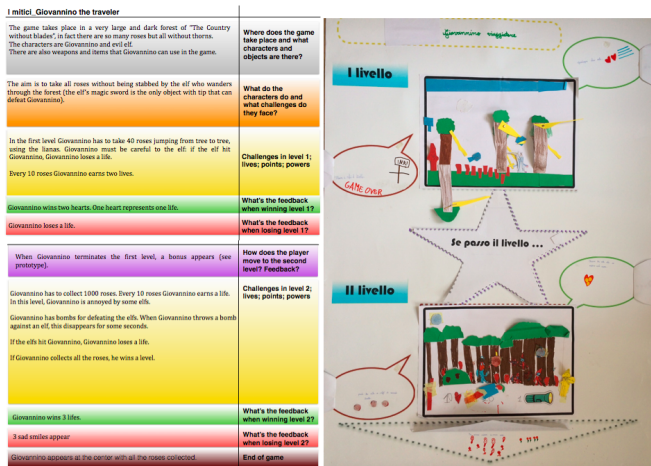 I mitici_Giovannino the traveler
The game takes place in a very large and dark forest of "The Country
without blades", in fact there are so many roses but all without thorns.
The characters are Giovannino and evil elf.
There are also weapons and items that Giovannino can use in the game.
Where does the game
take place and what
characters and
objects are there?
The aim is to take all roses without being stabbed by the elf who wanders
through the forest (the elf's magic sword is the only object with tip that can
defeat Giovannino).
What do the
characters do and
what challenges do
they face?
In the first level Giovannino has to take 40 roses jumping from tree to tree,
using the lianas. Giovannino must be careful to the elf: if the elf hit
Giovannino, Giovannino loses a life.
Every 10 roses Giovannino earns two lives.
Challenges in level 1;
lives; points; powers
Giovannino wins two hearts. One heart represents one life.
What's the feedback
when winning level 1?
Giovannino loses a life.
What's the feedback
when losing level 1?
When Giovannino terminates the first level, a bonus appears (see
prototype).
How does the player
move to the second
level? Feedback?
Giovannino has to collect 1000 roses. Every 10 roses Giovannino earns a life.
In this level, Giovannino is annoyed by some elfs.
Giovannino has bombs for defeating the elfs. When Giovannino throws a bomb
against an elf, this disappears for some seconds.
If the elfs hit Giovannino, Giovannino loses a life.
If Giovannino collects all the roses, he wins a level.
Challenges in level 2;
lives; points; powers
Giovannino wins 3 lifes.
What's the feedback
when winning level 2?
3 sad smiles appear
What's the feedback
when losing level 2?
Giovannino appears at the center with all the roses collected.
End of game
Giovannino viaggiatore
I livello
GAME OVER
Se passo il livello ...
II livello